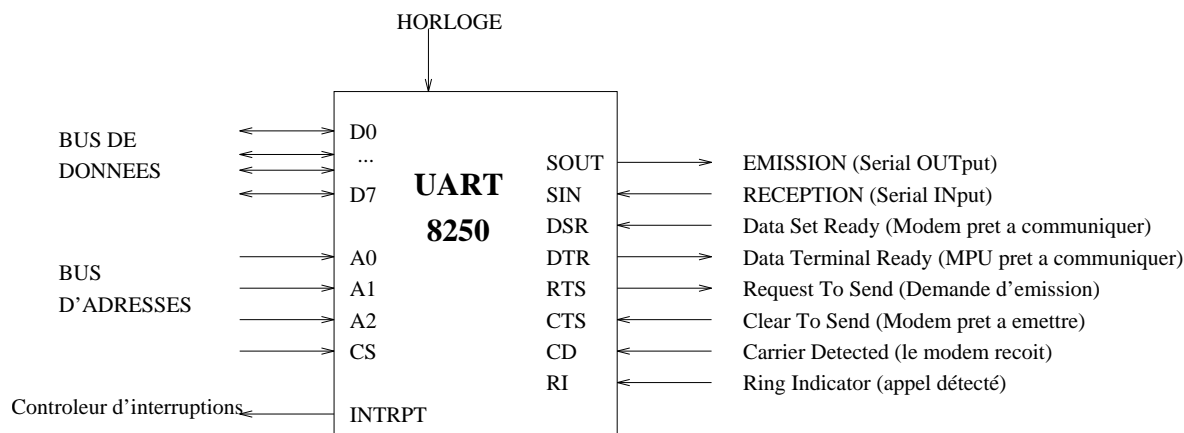 HORLOGE
BUS DE
DONNEES
D0
...
D7
UART
8250
SOUT
EMISSION (Serial OUTput)
SIN
RECEPTION (Serial INput)
DSR
Data Set Ready (Modem pret a communiquer)
DTR
Data Terminal Ready (MPU pret a communiquer)
RTS
Request To Send (Demande d’emission)
CTS
Clear To Send (Modem pret a emettre)
CD
Carrier Detected (le modem recoit)
RI
Ring Indicator (appel détecté)
BUS
D’ADRESSES
A0
A1
A2
CS
Controleur d’interruptions
INTRPT